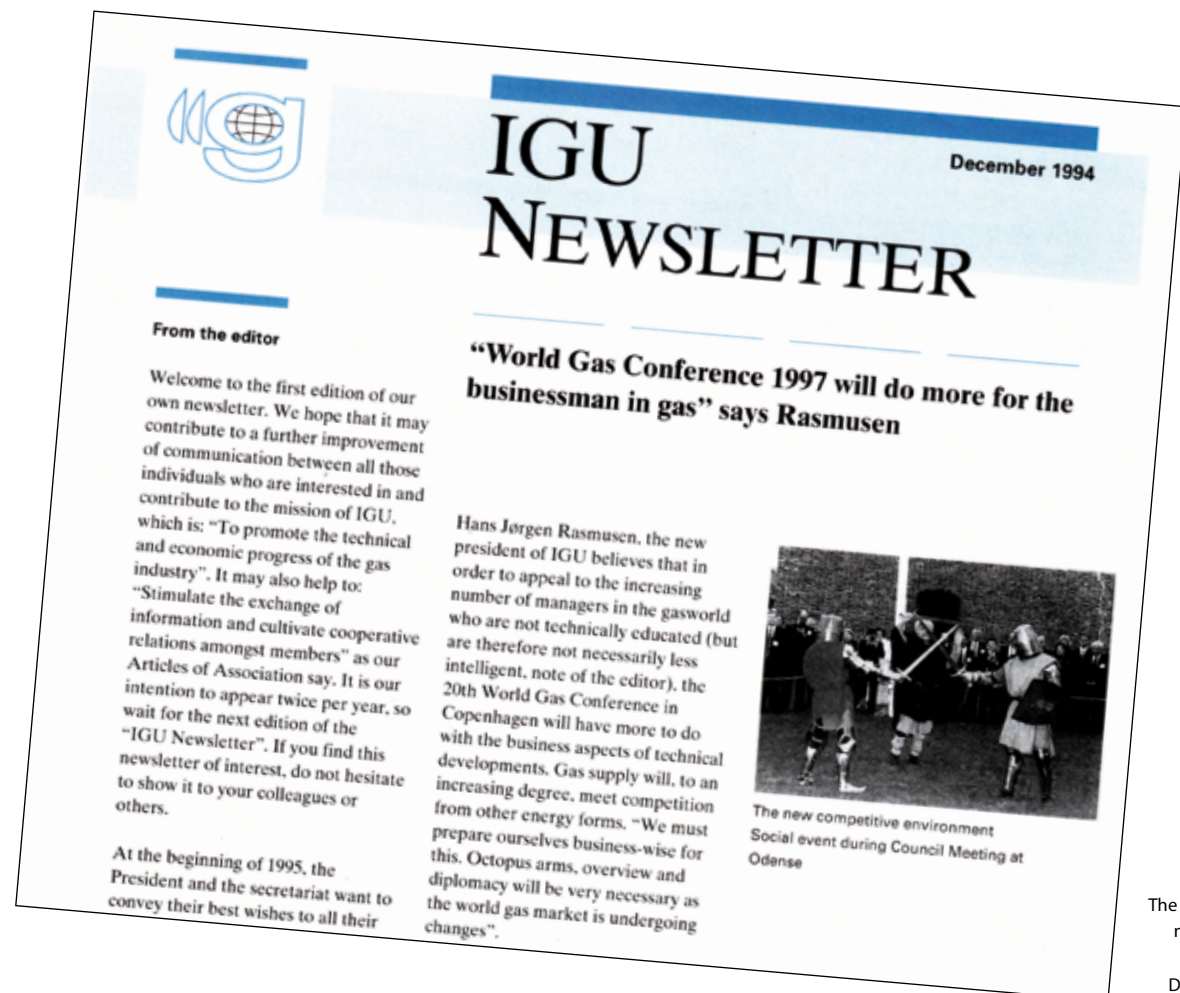 IGU
NEWSLETTER
December 1994
From the editor
Welcome to the first edition of our
own newsletter. We hope that it may
contribute to a further improvement
of communication between all those
individuals who are interested in and
contribute to the mission of IGU,
which is: “To promote the technical
and economic progress of the gas
industry”. It may also help to:
“Stimulate the exchange of
information and cultivate cooperative
relations amongst members” as our
Articles of Association say. It is our
intention to appear twice per year, so
wait for the next edition of the
“IGU Newsletter”. If you find this
newsletter of interest, do not hesitate
to show it to your colleagues or
others.
At the beginning of 1995, the
President and the secretariat want to
convey their best wishes to all their
“World Gas Conference 1997 will do more for the
businessman in gas” says Rasmusen
Hans Jørgen Rasmusen, the new
president of IGU believes that in
order to appeal to the increasing
number of managers in the gasworld
who are not technically educated (but
are therefore not necessarily less
intelligent, note of the editor), the
20th World Gas Conference in
Copenhagen will have more to do
with the business aspects of technical
developments. Gas supply will, to an
increasing degree, meet competition
from other energy forms. “We must
prepare ourselves business-wise for
this. Octopus arms, overview and
diplomacy will be very necessary as
the world gas market is undergoing
changes”.
The new competitive environment
Social event during Council Meeting at
Odense
The